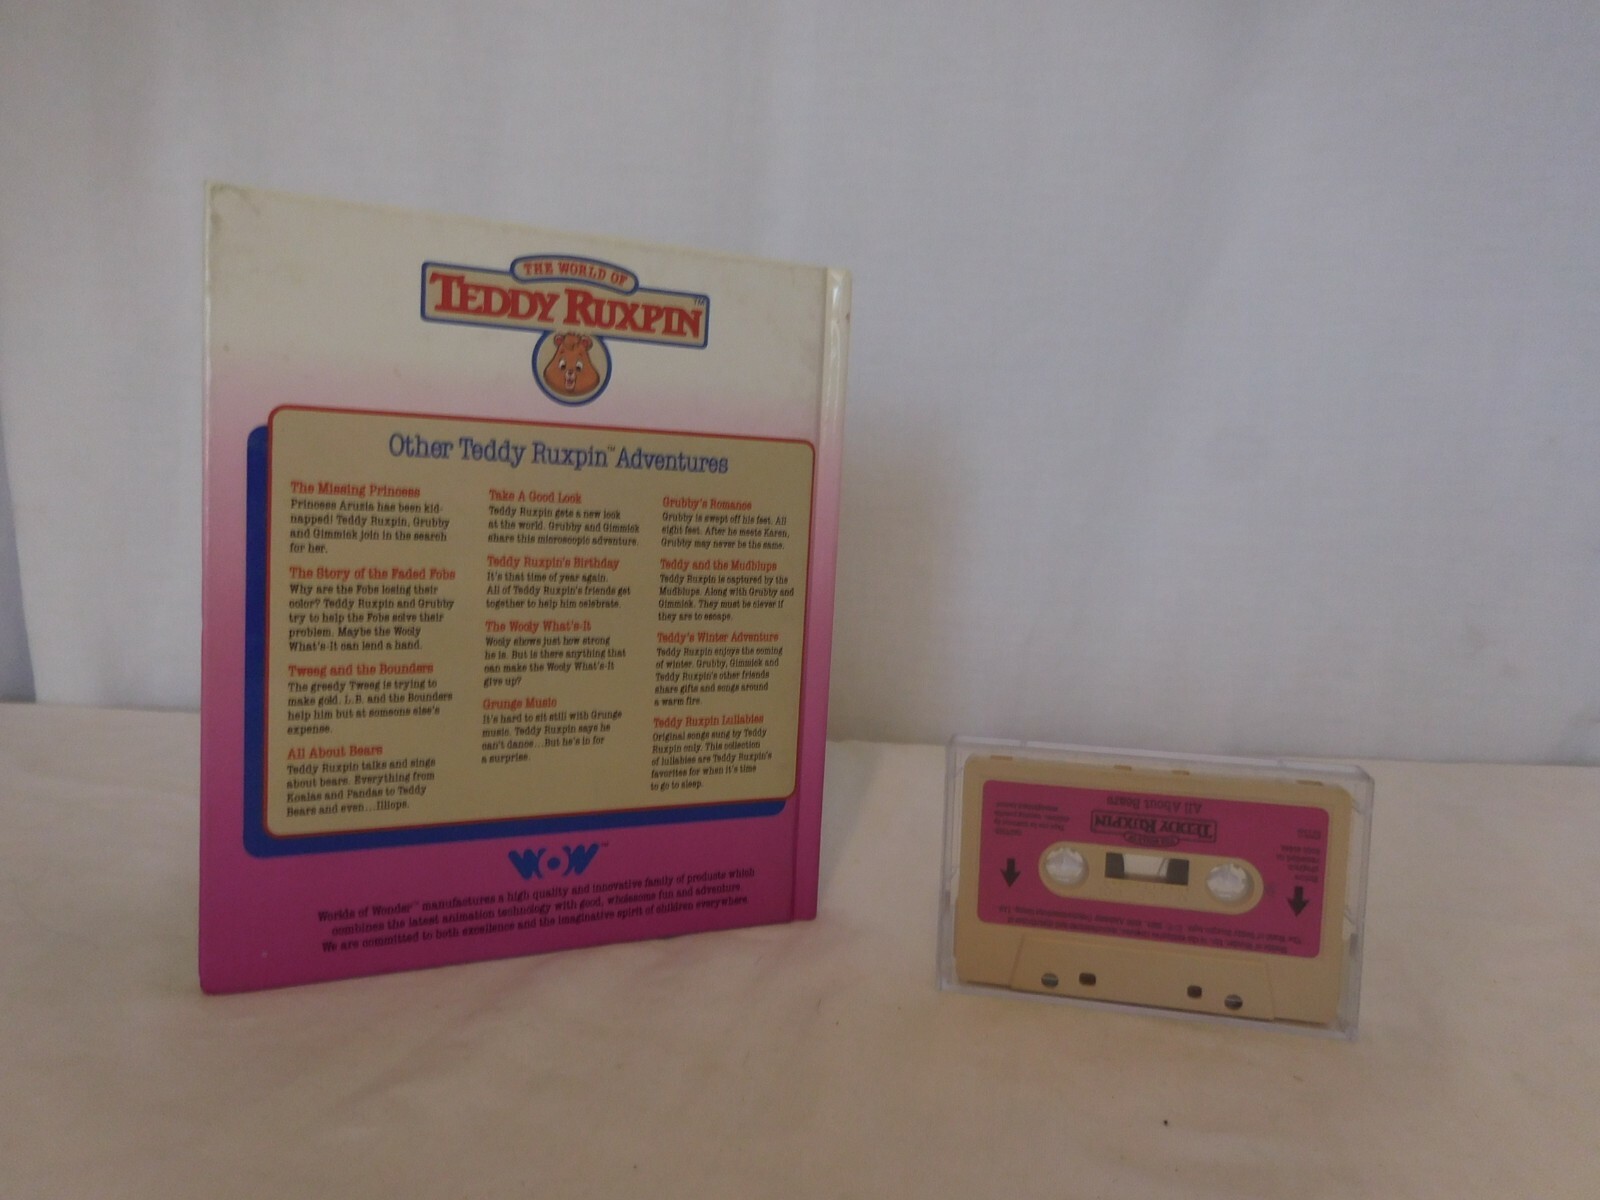 THE WORLD OF
TEDDY RUXPIN™
Other Teddy Ruxpin™ Adventures
The Missing Princess
Princess Aruzia has been kid-
napped! Teddy Ruxpin, Grubby
and Gimmick join in the search
for her.
The Story of the Faded Fobs
Why are the Fobs losing their
color? Teddy Ruxpin and Grubby
try to help the Fobs solve their
problem. Maybe the Wooly
What's-It can lend a hand.
Tweeg and the Bounders
The greedy Tweeg is trying to
make gold. L.B. and the Bounders
help him but at someone else's
expense.
All About Bears
Teddy Ruxpin talks and sings
about bears. Everything from
Koalas and Pandas to Teddy
Bears and even...Illiops.
Take A Good Look
Teddy Ruxpin gets a new look
at the world. Grubby and Gimmick
share this microscopic adventure.
Teddy Ruxpin's Birthday
It's that time of year again.
All of Teddy Ruxpin's friends get
together to help him celebrate.
The Wooly What's-It
Wooly shows just how strong
he is. But is there anything that
can make the Wooly What's-It
give up?
Grunge Music
It's hard to sit still with Grunge
music. Teddy Ruxpin says he
can't dance...But he's in for
a surprise.
Grubby's Romance
Grubby is swept off his feet. All
eight feet. After he meets Karen,
Grubby may never be the same.
Teddy and the Mudblups
Teddy Ruxpin is captured by the
Mudblups. Along with Grubby and
Gimmick. They must be clever if
they are to escape.
Teddy's Winter Adventure
Teddy Ruxpin enjoys the coming
of winter. Grubby, Gimmick and
Teddy Ruxpin's other friends
share gifts and songs around
a warm fire.
Teddy Ruxpin Lullabies
Original songs sung by Teddy
Ruxpin only. This collection
of lullabies are Teddy Ruxpin's
favorites for when it's time
to go to sleep.
WOW™
Worlds of Wonder™ manufactures a high quality and innovative family of products which
combines the latest animation technology with good, wholesome fun and adventure.
We are committed to both excellence and the imaginative spirit of children everywhere.
THE WORLD OF
TEDDY RUXPIN
All About Bears